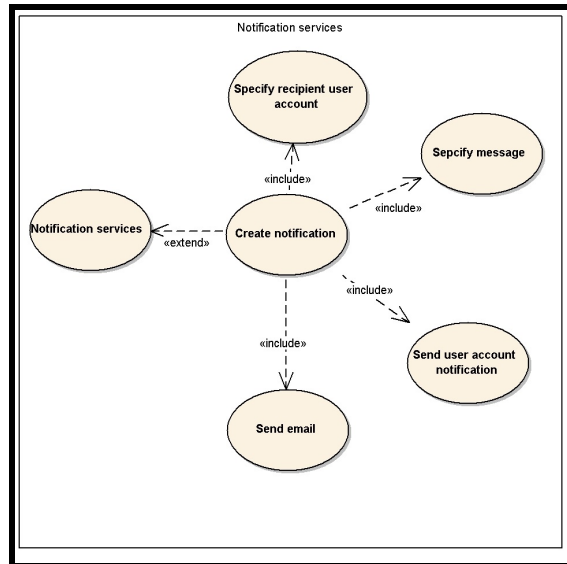 Notification services
Specify recipient user
account
«include»
Sepcify message
«include»
Notification services
«extend»
Create notification
«include»
«include»
Send user account
notification
Send email